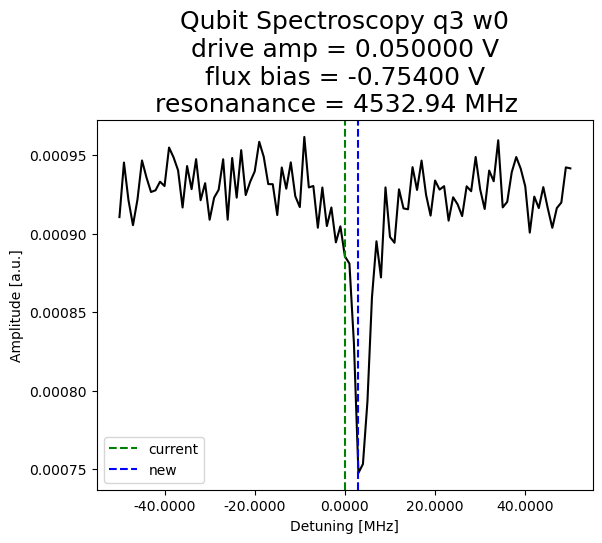 Qubit Spectroscopy q3 w0
drive amp = 0.050000 V
flux bias = -0.75400 V
resonanance = 4532.94 MHz
0.00095
0.00090
0.00085
0.00080
0.00075
Amplitude [a.u.]
current
new
-40.0000 -20.0000 0.0000 20.0000 40.0000
Detuning [MHz]